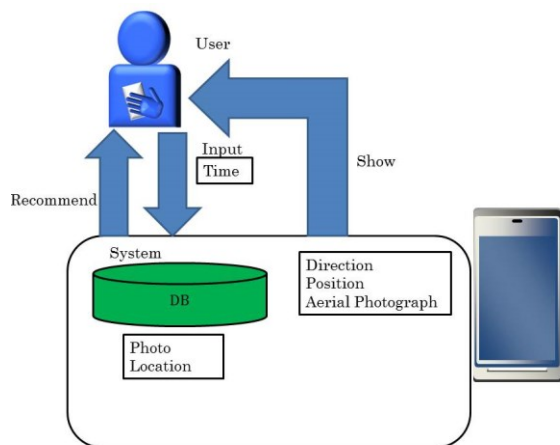 User
Input
Time
Show
Recommend
System
DB
Direction
Position
Aerial Photograph
Photo
Location